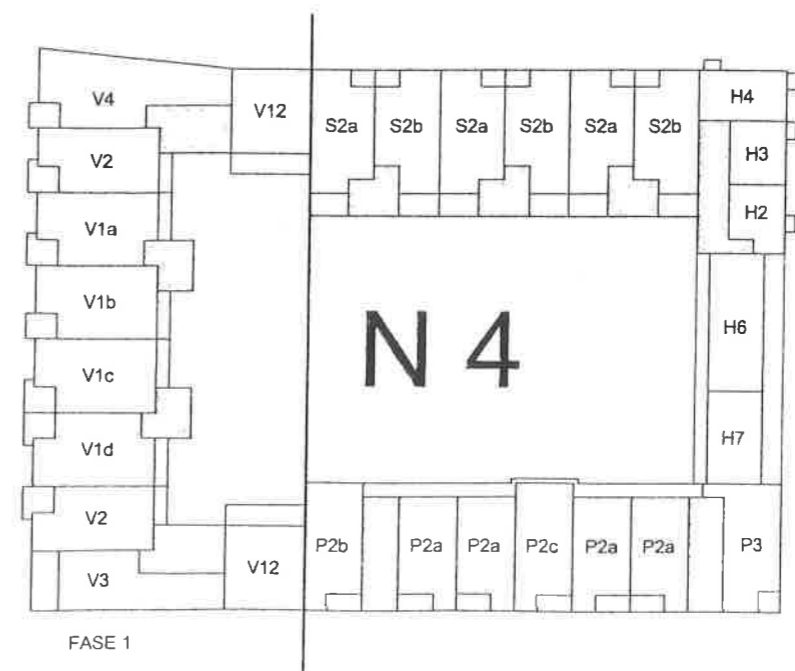 V4
V12
S2a
S2b
S2a
S2b
S2a
S2b
H4
V2
H3
V1a
H2
V1b
N 4
H6
V1c
H7
V1d
V2
P2b
P2a
P2a
P2c
P2a
P2a
P3
V3
V12
FASE 1